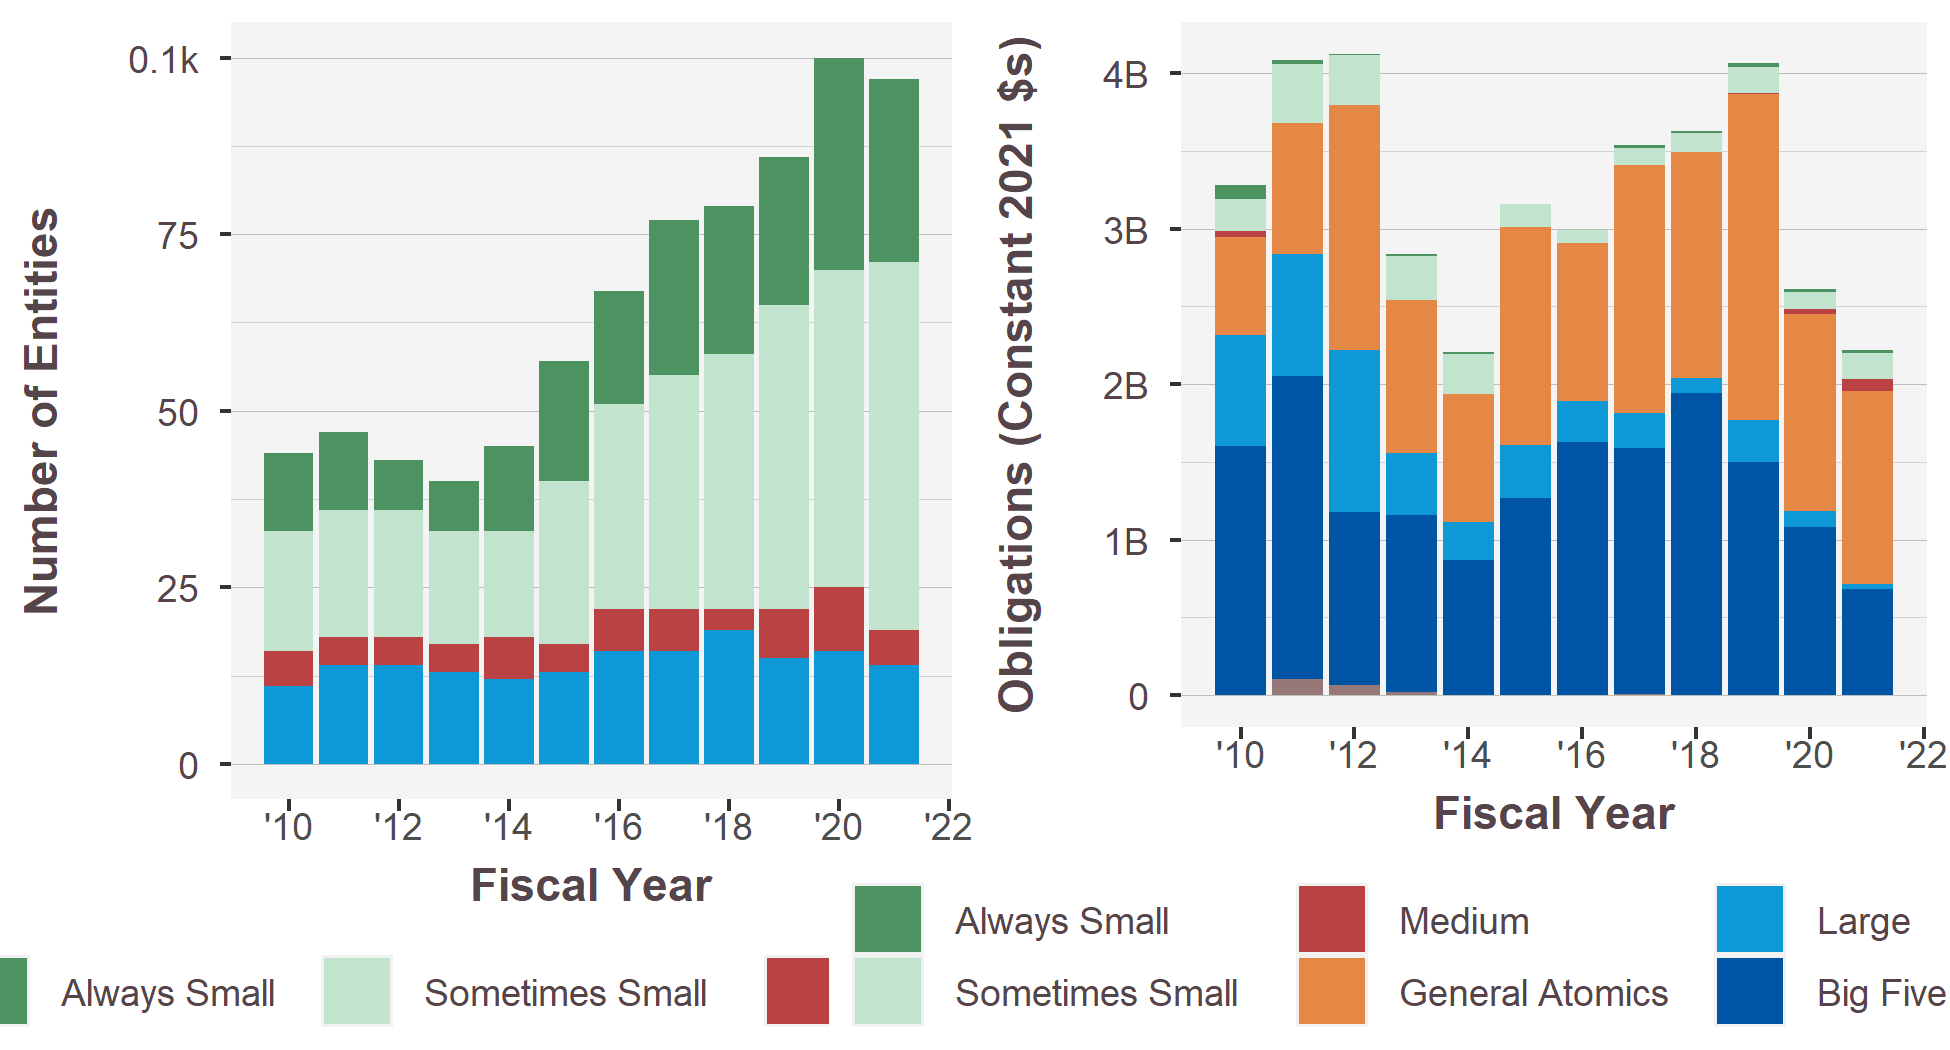 Number of Entities
0.1k
75
50
25
0
'10 '12 '14 '16 '18 '20 '22
Fiscal Year
Always Small Sometimes Small
Obligations (Constant 2021 $s)
4B
3B
2B
1B
0
'10 '12 '14 '16 '18 '20 '22
Fiscal Year
Always Small Medium Large
Sometimes Small General Atomics Big Five